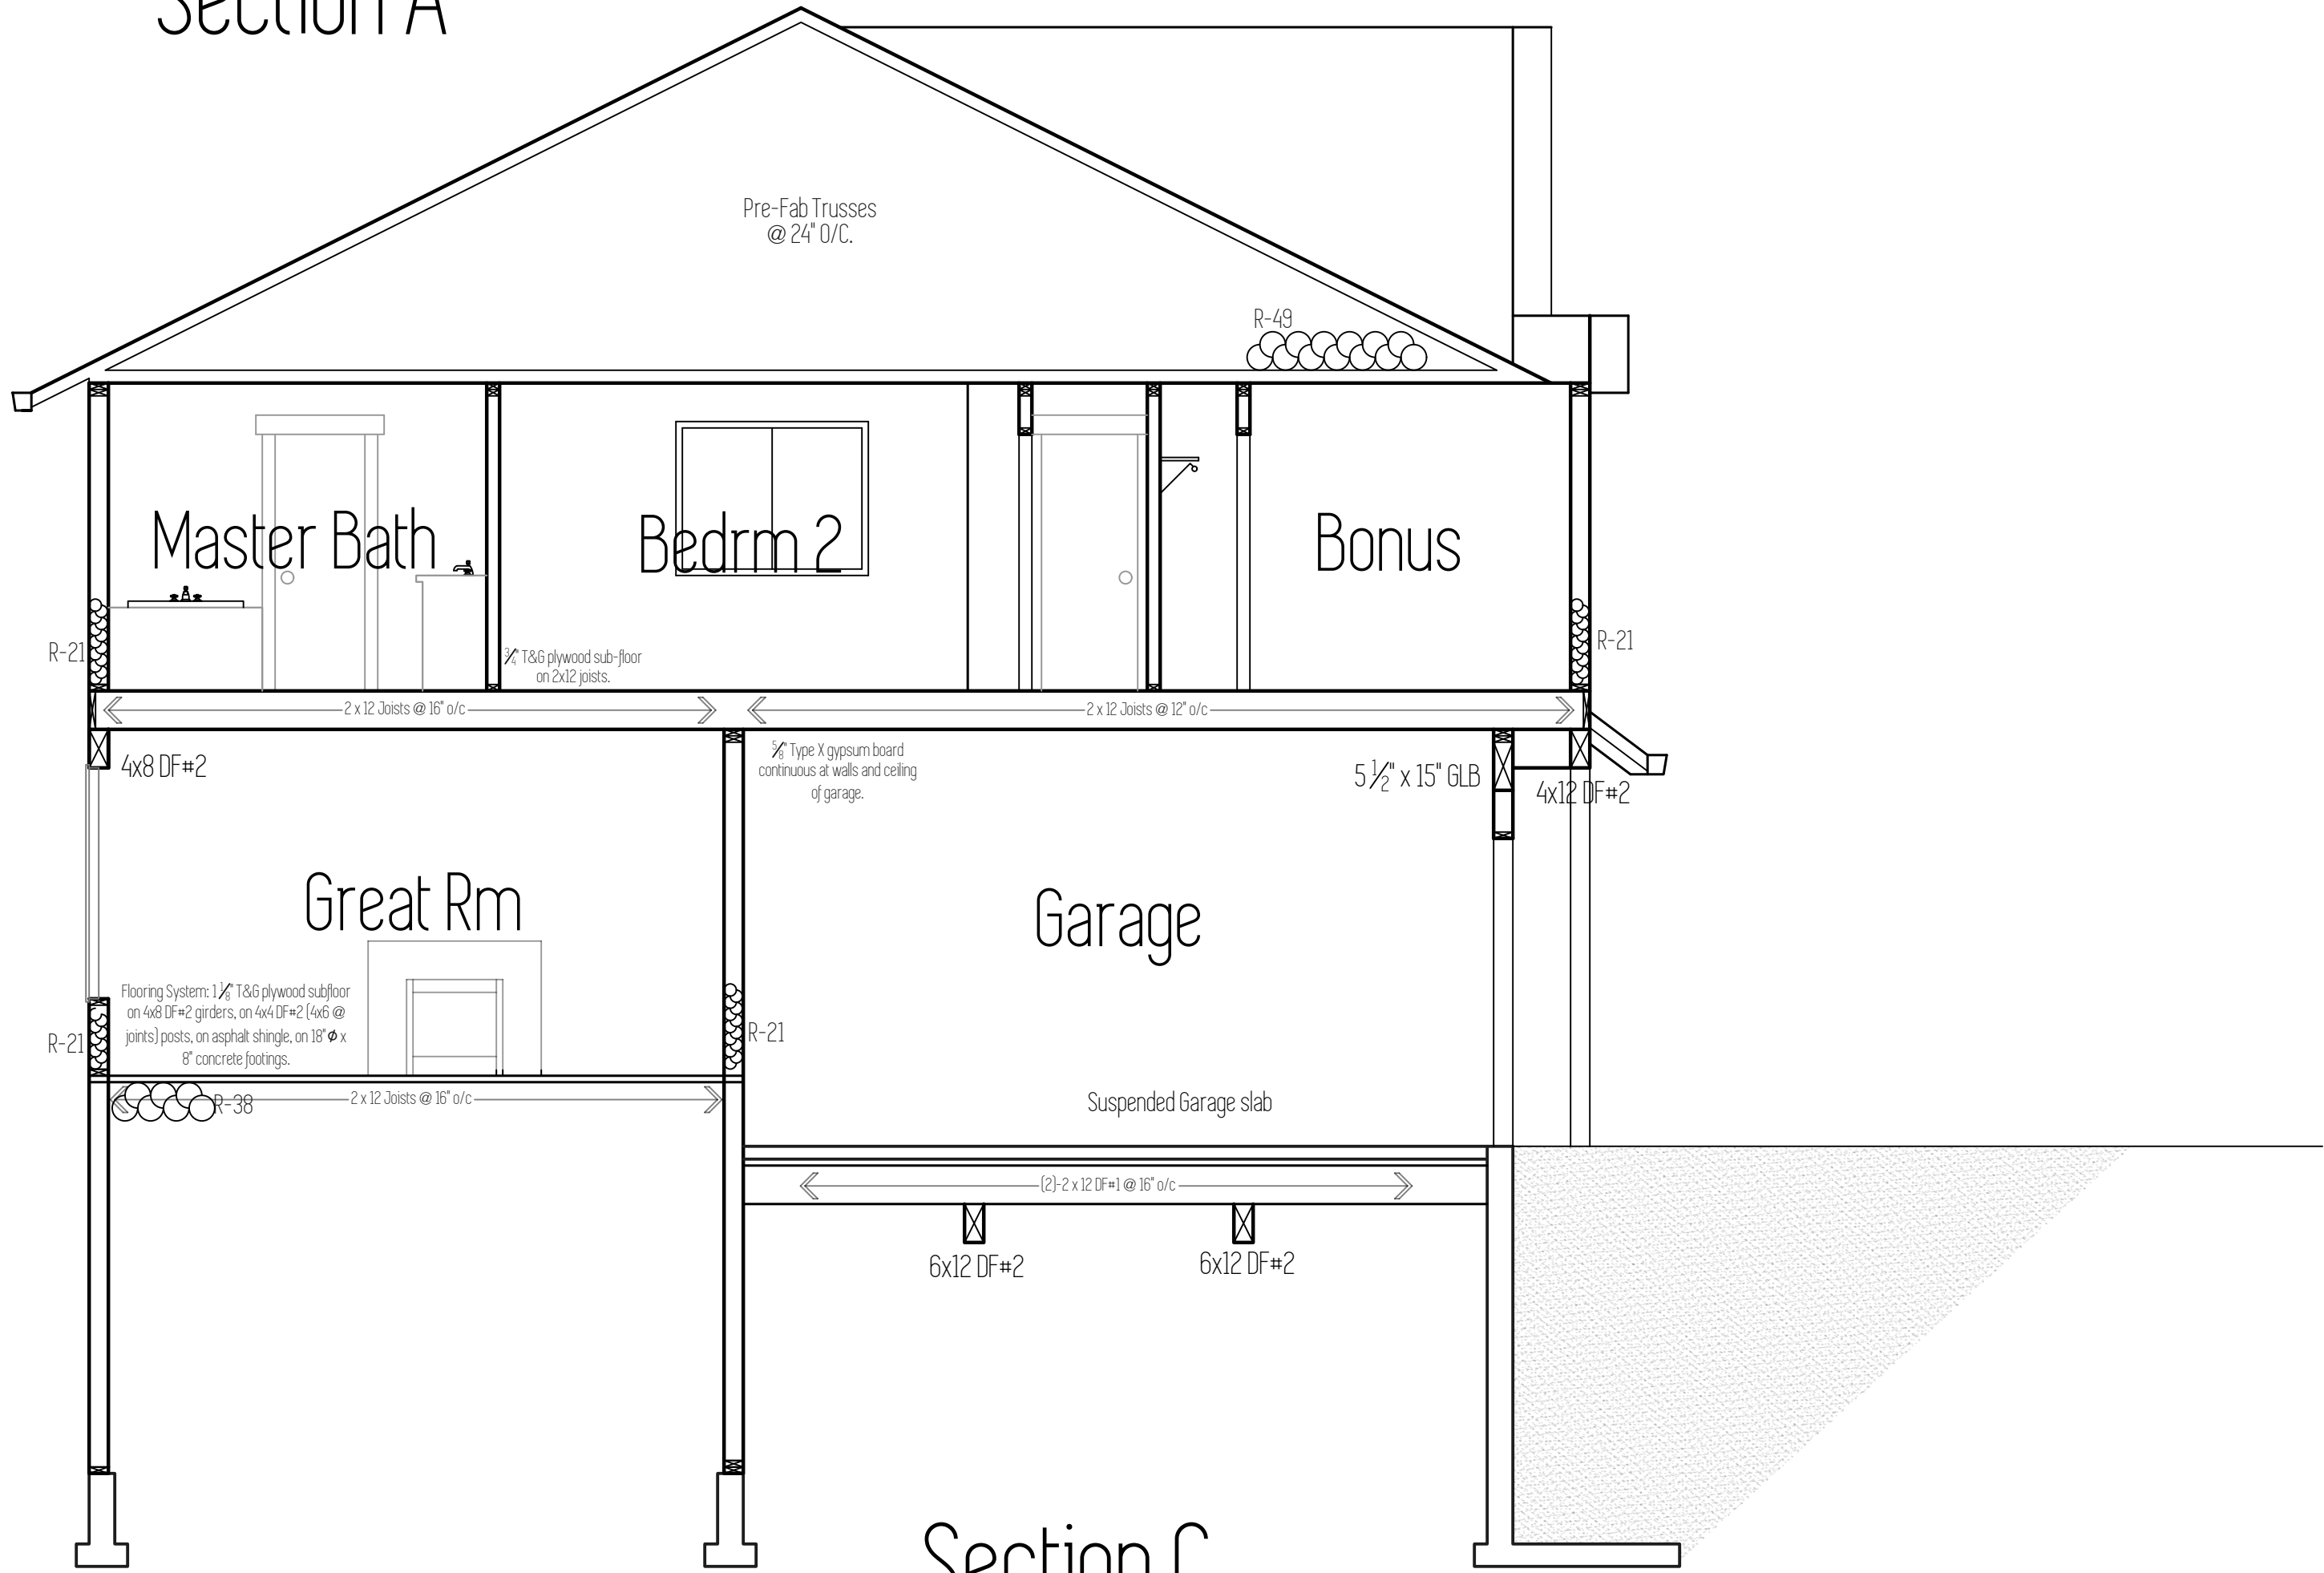 Section A
Pre-Fab Trusses
@ 24" O/C.
R-49
Master Bath
Bedrm 2
Bonus
R-21
3/4" T&G plywood sub-floor
on 2x12 joists.
R-21
2 x 12 Joists @ 16" o/c
2 x 12 Joists @ 12" o/c
4x8 DF#2
5/8" Type X gypsum board
continuous at walls and ceiling
of garage.
5 1/2" x 15" GLB
4x12 DF#2
Great Rm
Garage
Flooring System: 1 1/8" T&G plywood subfloor
on 4x8 DF#2 girders, on 4x4 DF#2 (4x6 @
joints) posts, on asphalt shingle, on 18" Ø x
8" concrete footings.
R-21
R-21
R-38
2 x 12 Joists @ 16" o/c
Suspended Garage slab
(2)-2 x 12 DF#1 @ 16" o/c
6x12 DF#2
6x12 DF#2
Section C